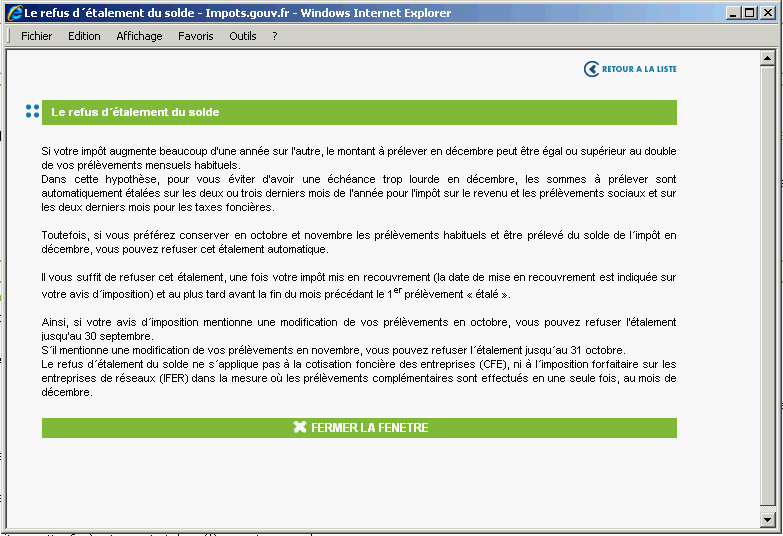 Le refus d´étalement du solde - Impots.gouv.fr - Windows Internet Explorer
Fichier Edition Affichage Favoris Outils ?
RETOUR A LA LISTE
Le refus d´étalement du solde
Si votre impôt augmente beaucoup d'une année sur l'autre, le montant à prélever en décembre peut être égal ou supérieur au double
de vos prélèvements mensuels habituels.
Dans cette hypothèse, pour vous éviter d'avoir une échéance trop lourde en décembre, les sommes à prélever sont
automatiquement étalées sur les deux ou trois derniers mois de l'année pour l'impôt sur le revenu et les prélèvements sociaux et sur
les deux derniers mois pour les taxes foncières.
Toutefois, si vous préférez conserver en octobre et novembre les prélèvements habituels et être prélevé du solde de l´impôt en
décembre, vous pouvez refuser cet étalement automatique.
Il vous suffit de refuser cet étalement, une fois votre impôt mis en recouvrement (la date de mise en recouvrement est indiquée sur
votre avis d´imposition) et au plus tard avant la fin du mois précédant le 1er prélèvement « étalé ».
Ainsi, si votre avis d´imposition mentionne une modification de vos prélèvements en octobre, vous pouvez refuser l'étalement
jusqu'au 30 septembre.
S´il mentionne une modification de vos prélèvements en novembre, vous pouvez refuser l´étalement jusqu´au 31 octobre.
Le refus d´étalement du solde ne s´applique pas à la cotisation foncière des entreprises (CFE), ni à l´imposition forfaitaire sur les
entreprises de réseaux (IFER) dans la mesure où les prélèvements complémentaires sont effectués en une seule fois, au mois de
décembre.
FERMER LA FENETRE